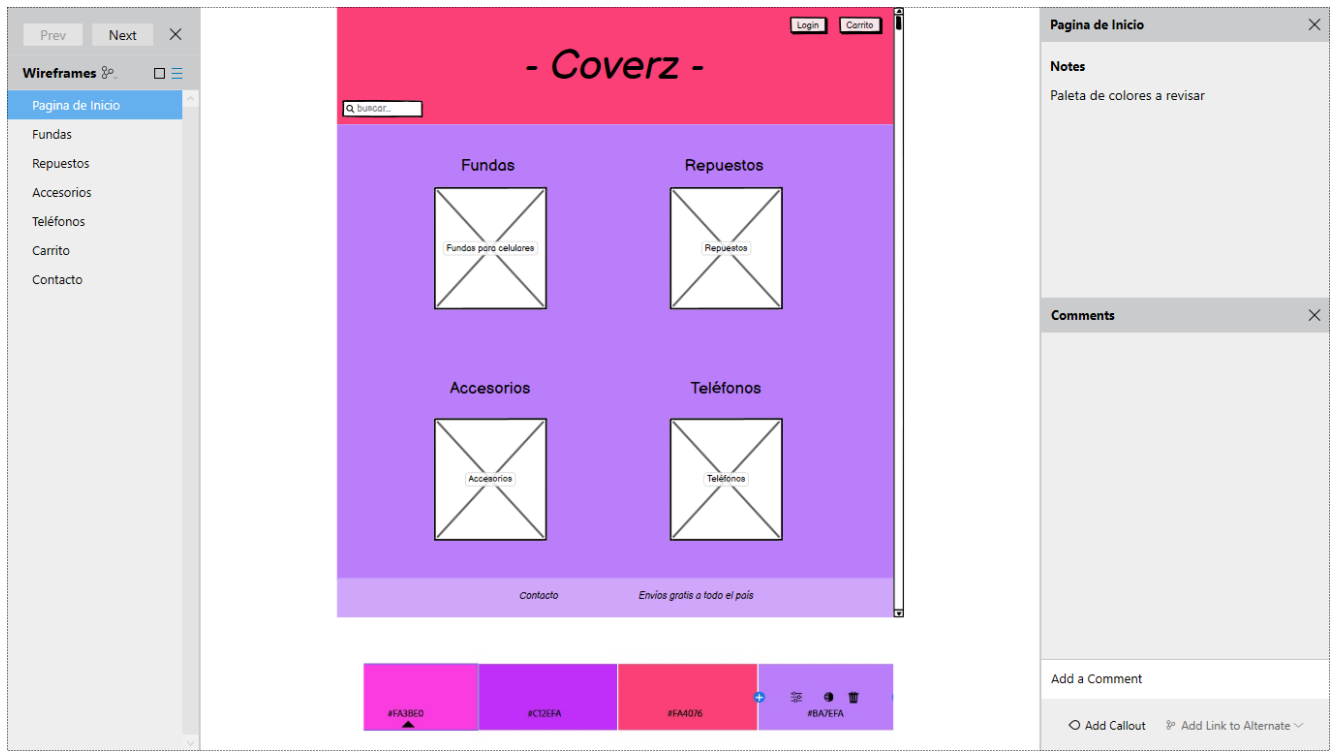 Prev Next
Wireframes
Pagina de Inicio
Fundas
Repuestos
Accesorios
Teléfonos
Carrito
Contacto
Login Carrito
- Coverz -
buscar...
Fundas Repuestos
Fundas para celulares Repuestos
Accesorios Teléfonos
Accesorios Teléfonos
Contacto Envíos gratis a todo el país
#FA3BE0 #C12EFA #FA4076 #BA7EFA
Pagina de Inicio
Notes
Paleta de colores a revisar
Comments
Add a Comment
Add Callout Add Link to Alternate